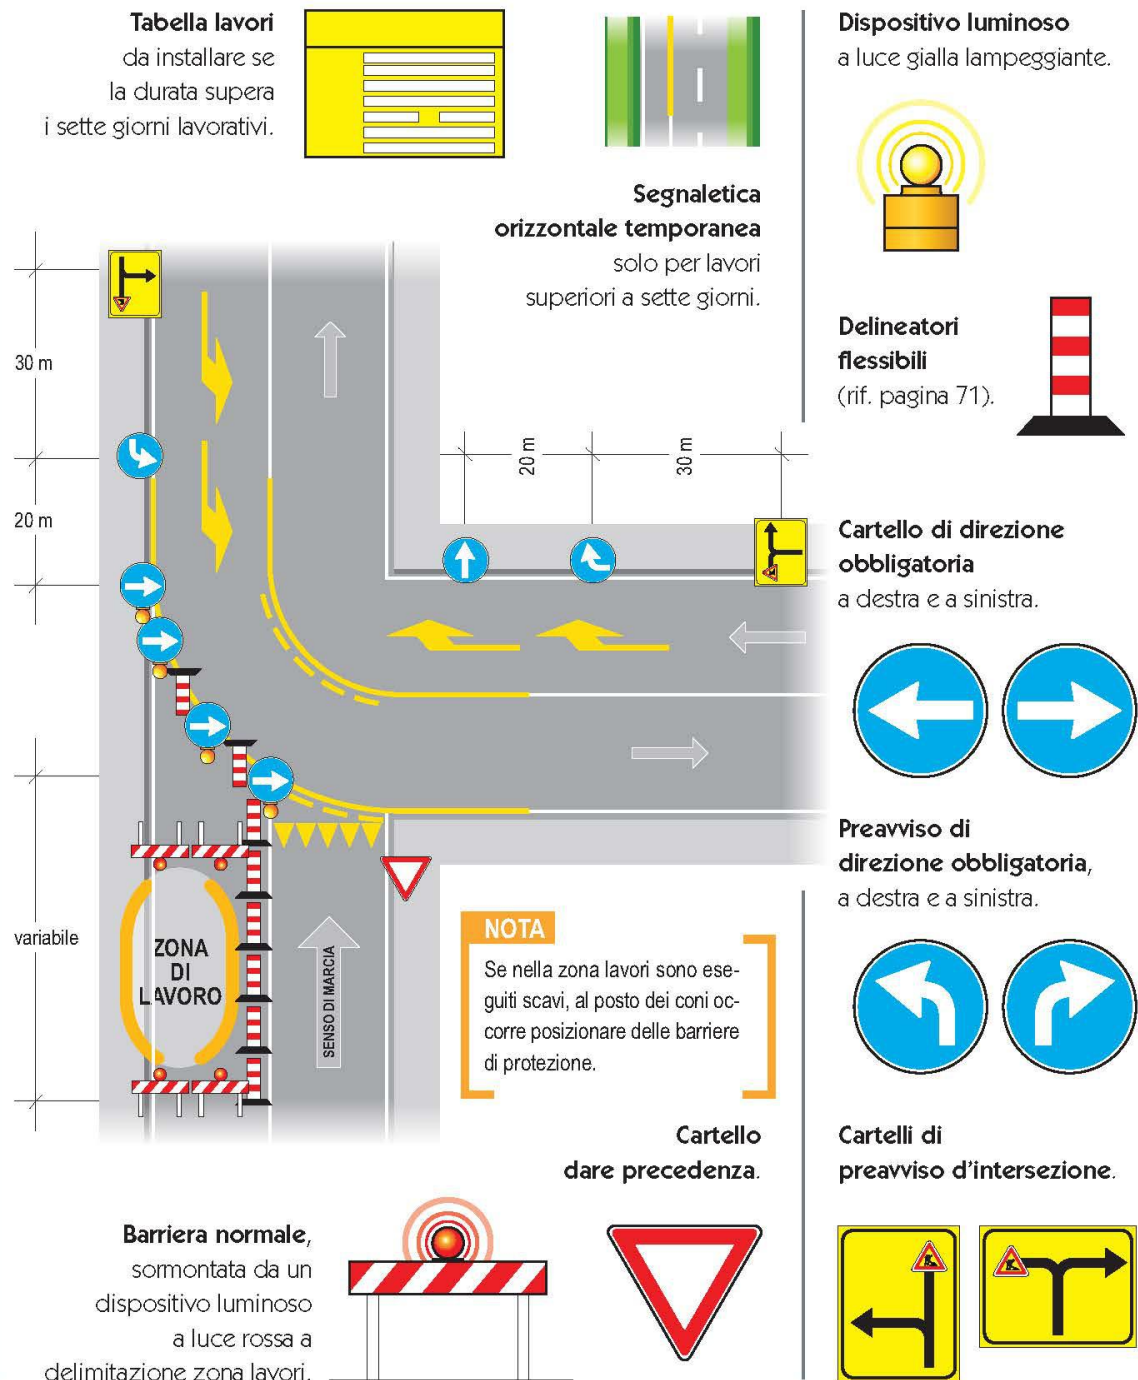 Tabella lavori
da installare se
la durata supera
i sette giorni lavorativi.
Segnaletica
orizzontale temporanea
solo per lavori
superiori a sette giorni.
Dispositivo luminoso
a luce gialla lampeggiante.
Delineatori
flessibili
(rif. pagina 71).
30 m
20 m
variabile
20 m
30 m
Cartello di direzione
obbligatoria
a destra e a sinistra.
Preavviso di
direzione obbligatoria,
a destra e a sinistra.
ZONA
DI
LAVORO
SENSO DI MARCIA
NOTA
Se nella zona lavori sono ese-
guiti scavi, al posto dei coni oc-
corre posizionare delle barriere
di protezione.
Cartello
dare precedenza.
Cartelli di
preavviso d'intersezione.
Barriera normale,
sormontata da un
dispositivo luminoso
a luce rossa a
delimitazione zona lavori.